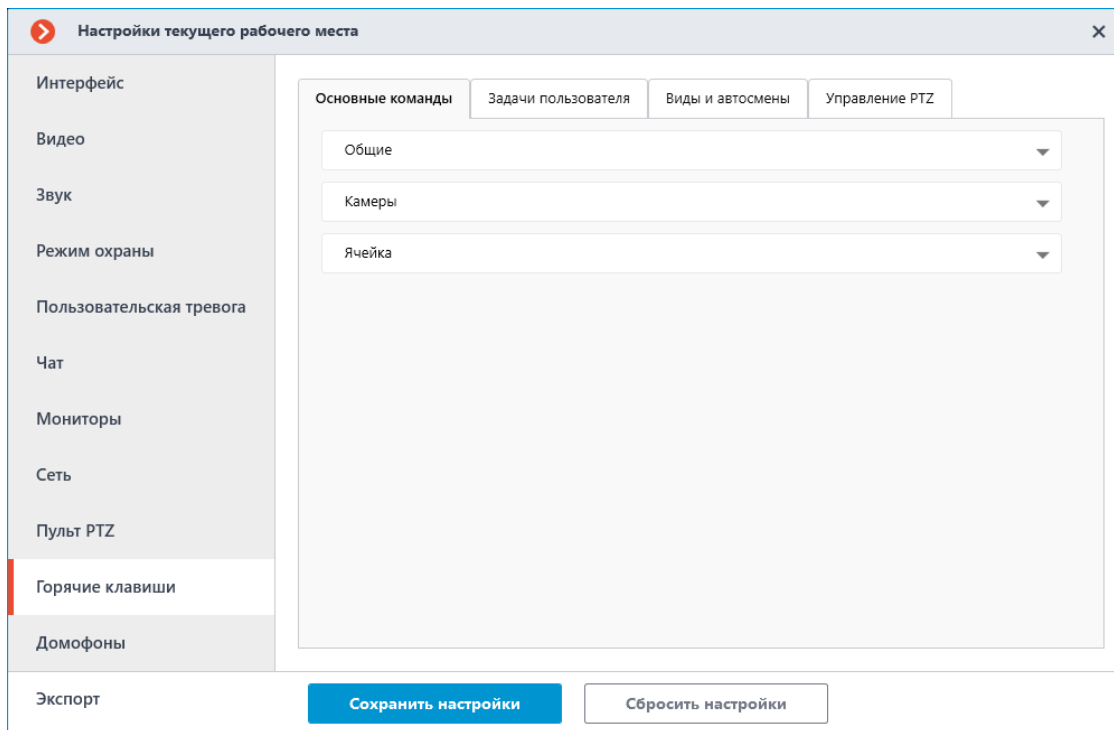 Настройки текущего рабочего места
Интерфейс
Видео
Звук
Режим охраны
Пользовательская тревога
Чат
Мониторы
Сеть
Пульт PTZ
Горячие клавиши
Домофоны
Экспорт
Основные команды Задачи пользователя Виды и автосмены Управление PTZ
Общие
Камеры
Ячейка
Сохранить настройки Сбросить настройки